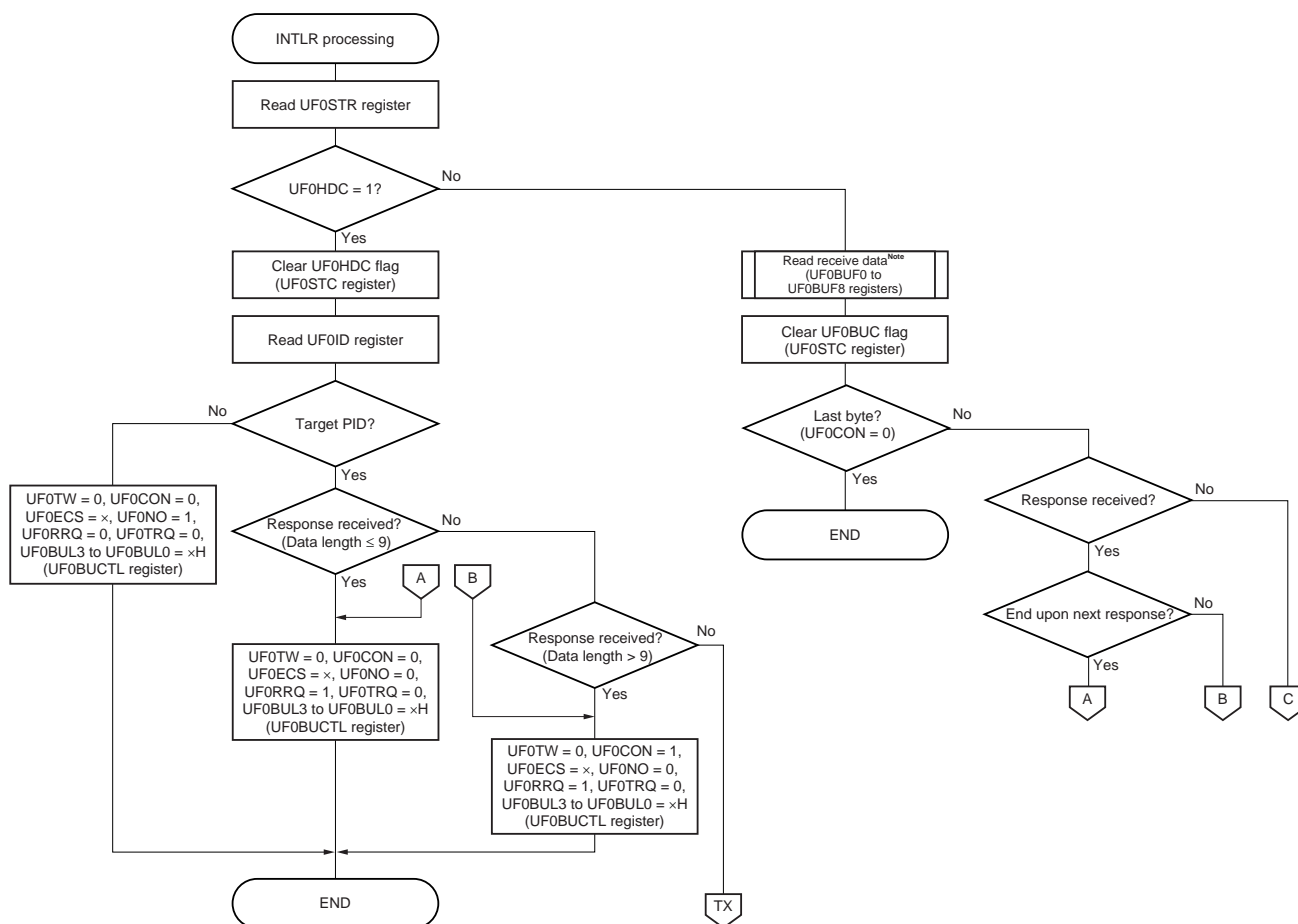 INTLR processing
Read UF0STR register
UF0HDC = 1?
No
Yes
Clear UF0HDC flag
(UF0STC register)
Read UF0ID register
Target PID?
No
Yes
UF0TW = 0, UF0CON = 0,
UF0ECS = ×, UF0NO = 1,
UF0RRQ = 0, UF0TRQ = 0,
UF0BUL3 to UF0BUL0 = ×H
(UF0BUCTL register)
Response received?
(Data length ≤ 9)
No
Yes
A
B
UF0TW = 0, UF0CON = 0,
UF0ECS = ×, UF0NO = 0,
UF0RRQ = 1, UF0TRQ = 0,
UF0BUL3 to UF0BUL0 = ×H
(UF0BUCTL register)
Response received?
(Data length > 9)
No
Yes
UF0TW = 0, UF0CON = 1,
UF0ECS = ×, UF0NO = 0,
UF0RRQ = 1, UF0TRQ = 0,
UF0BUL3 to UF0BUL0 = ×H
(UF0BUCTL register)
END
TX
Read receive dataNote
(UF0BUF0 to
UF0BUF8 registers)
Clear UF0BUC flag
(UF0STC register)
Last byte?
(UF0CON = 0)
No
Yes
END
Response received?
No
Yes
End upon next response?
No
Yes
A
B
C